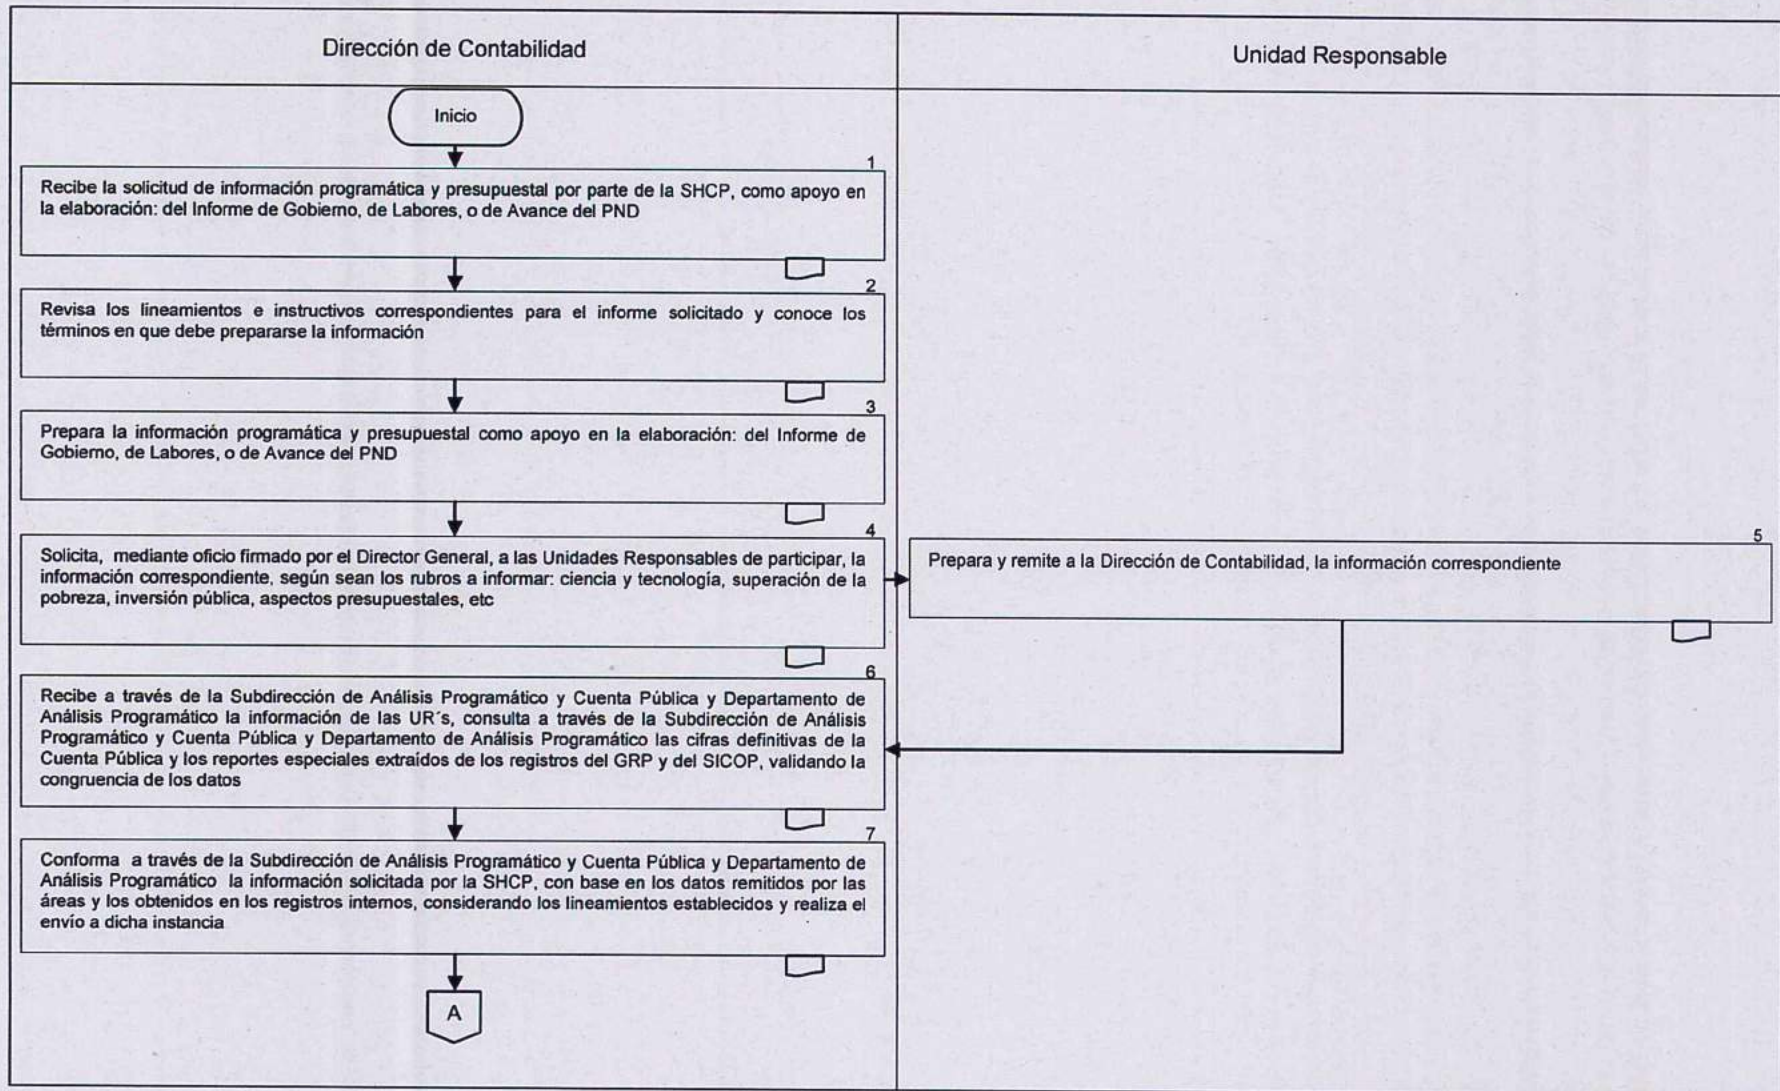 Dirección de Contabilidad
Unidad Responsable
Inicio
1
Recibe la solicitud de información programática y presupuestal por parte de la SHCP, como apoyo en
la elaboración: del Informe de Gobierno, de Labores, o de Avance del PND
2
Revisa los lineamientos e instructivos correspondientes para el informe solicitado y conoce los
términos en que debe prepararse la información
3
Prepara la información programática y presupuestal como apoyo en la elaboración: del Informe de
Gobierno, de Labores, o de Avance del PND
4
Solicita, mediante oficio firmado por el Director General, a las Unidades Responsables de participar, la
información correspondiente, según sean los rubros a informar: ciencia y tecnología, superación de la
pobreza, inversión pública, aspectos presupuestales, etc
5
Prepara y remite a la Dirección de Contabilidad, la información correspondiente
6
Recibe a través de la Subdirección de Análisis Programático y Cuenta Pública y Departamento de
Análisis Programático la información de las UR´s, consulta a través de la Subdirección de Análisis
Programático y Cuenta Pública y Departamento de Análisis Programático las cifras definitivas de la
Cuenta Pública y los reportes especiales extraídos de los registros del GRP y del SICOP, validando la
congruencia de los datos
7
Conforma a través de la Subdirección de Análisis Programático y Cuenta Pública y Departamento de
Análisis Programático la información solicitada por la SHCP, con base en los datos remitidos por las
áreas y los obtenidos en los registros internos, considerando los lineamientos establecidos y realiza el
envío a dicha instancia
A